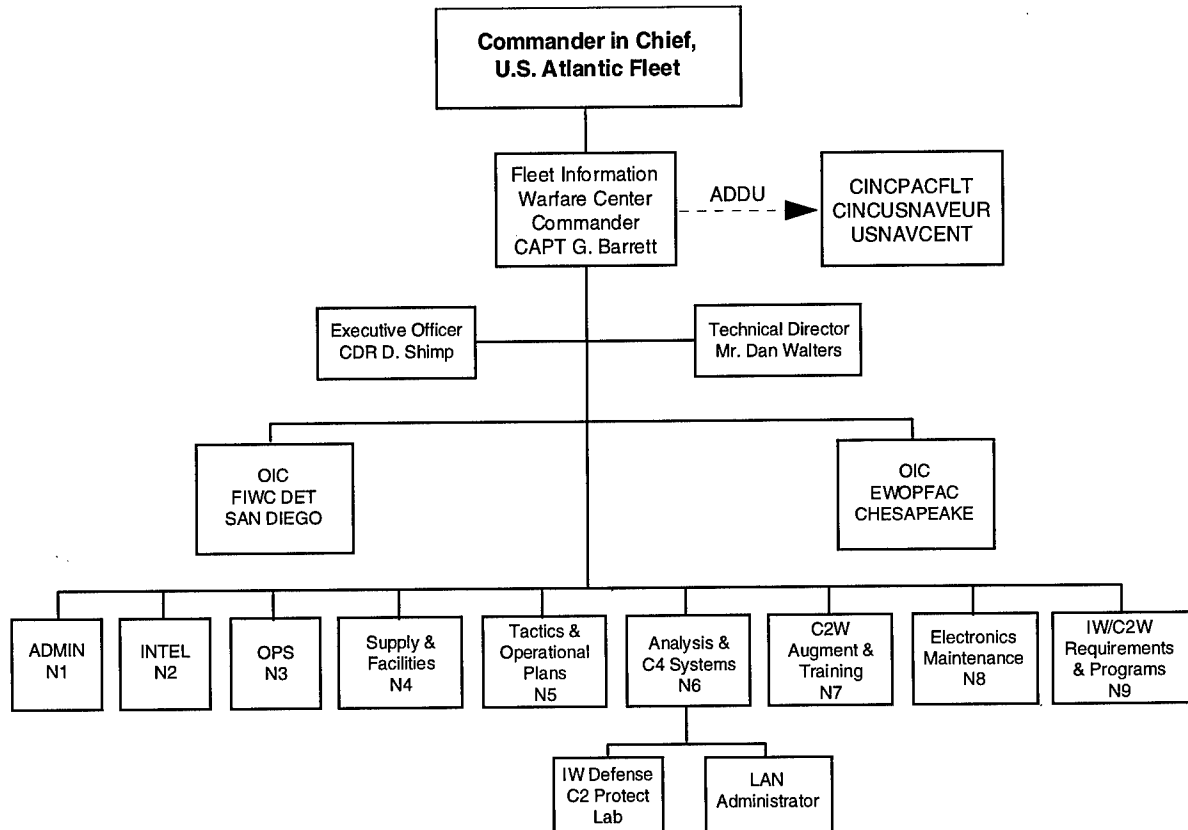 Commander in Chief,
U.S. Atlantic Fleet
Fleet Information
Warfare Center
Commander
CAPT G. Barrett
ADDU
CINCPACFLT
CINCUSNAVEUR
USNAVCENT
Executive Officer
CDR D. Shimp
Technical Director
Mr. Dan Walters
OIC
FIWC DET
SAN DIEGO
OIC
EWOPFAC
CHESAPEAKE
ADMIN
N1
INTEL
N2
OPS
N3
Supply &
Facilities
N4
Tactics &
Operational
Plans
N5
Analysis &
C4 Systems
N6
C2W
Augment &
Training
N7
Electronics
Maintenance
N8
IW/C2W
Requirements
& Programs
N9
IW Defense
C2 Protect
Lab
LAN
Administrator